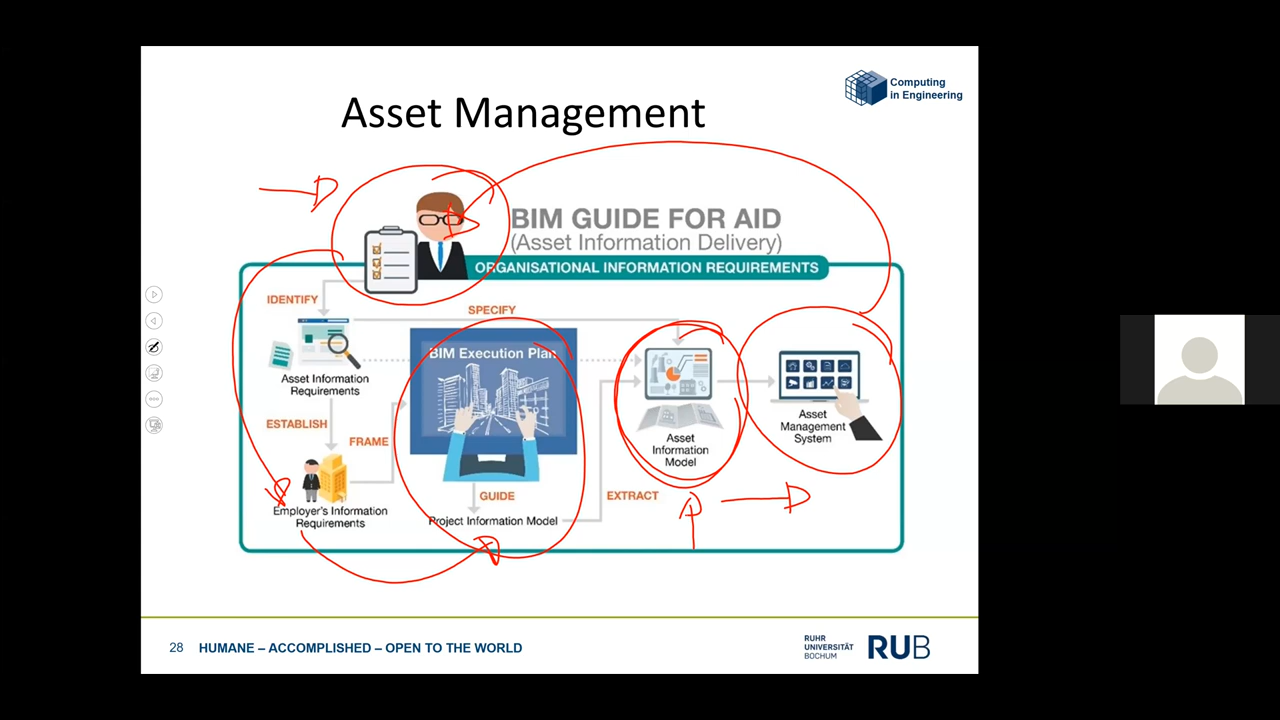 Computing
in Engineering
Asset Management
BIM GUIDE FOR AID
(Asset Information Delivery)
ORGANISATIONAL INFORMATION REQUIREMENTS
IDENTIFY
SPECIFY
BIM Execution Plan
Asset Information
Requirements
ESTABLISH
FRAME
Asset
Information
Model
Asset
Management
System
GUIDE
EXTRACT
Employer's Information
Requirements
Project Information Model
28 HUMANE – ACCOMPLISHED – OPEN TO THE WORLD
RUHR
UNIVERSITÄT
BOCHUM
RUB